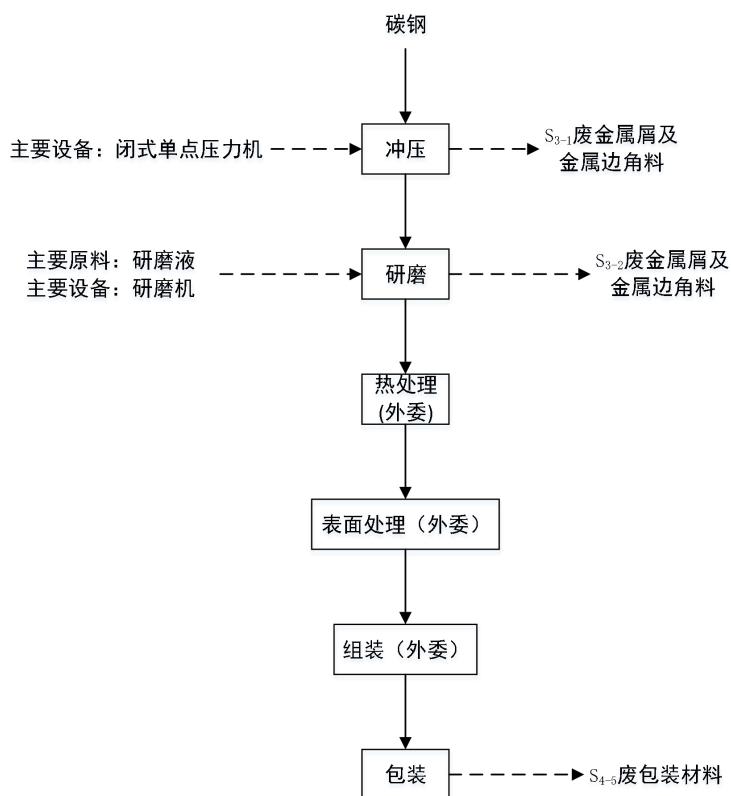 碳钢
主要设备：闭式单点压力机
冲压
S3-1废金属屑及
金属边角料
主要原料：研磨液
主要设备：研磨机
研磨
S3-2废金属屑及
金属边角料
热处理
(外委)
表面处理（外委）
组装（外委）
包装
S4-5废包装材料